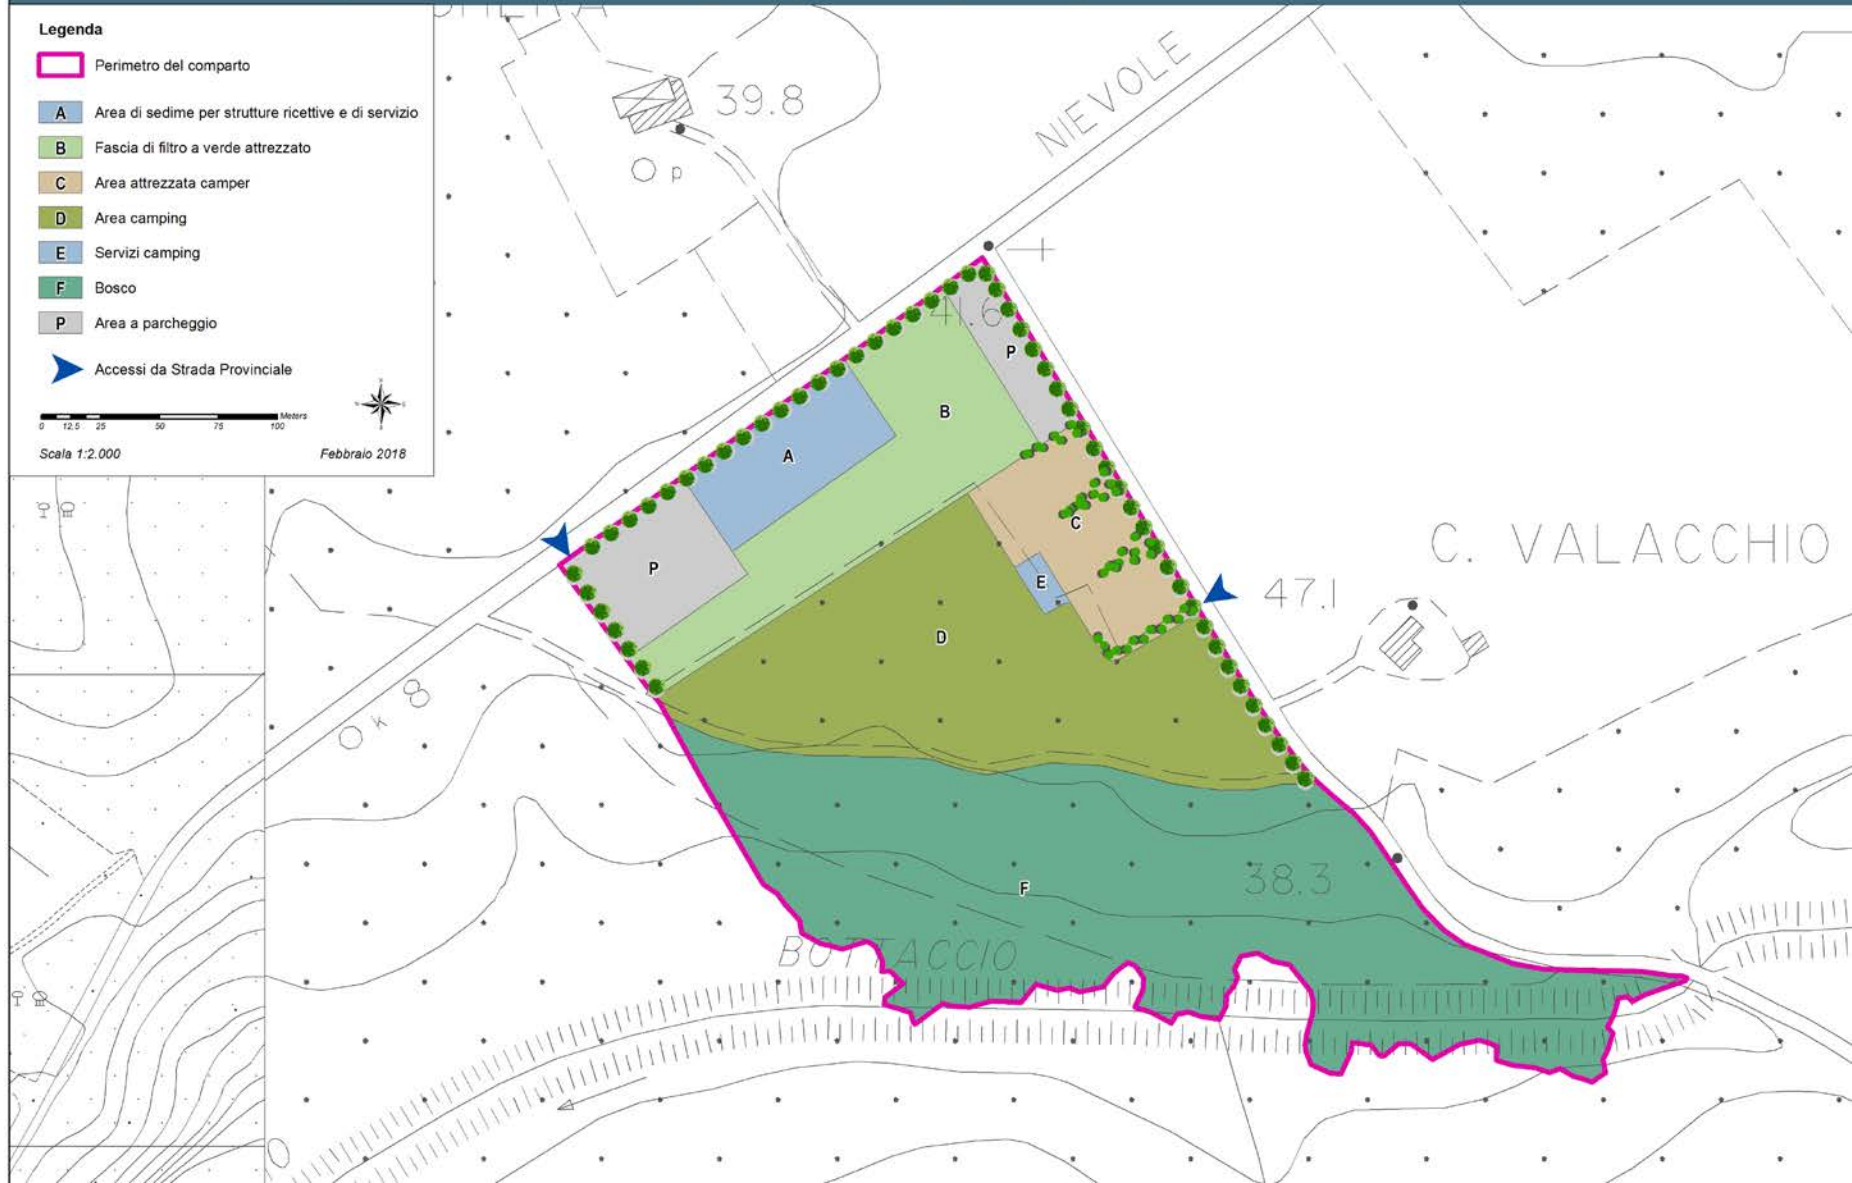 Legenda
Perimetro del comparto
A Area di sedime per strutture ricettive e di servizio
B Fascia di filtro a verde attrezzato
C Area attrezzata camper
D Area camping
E Servizi camping
F Bosco
P Area a parcheggio
Accessi da Strada Provinciale
0 12.5 25 50 75 100 Meters
Scala 1:2.000 Febbraio 2018
39.8
NIEVOLE
p
41.6
P
B
A
C
C. VALACCHIO
P
E
47.1
D
k
F
38.3
BOTTACCIO